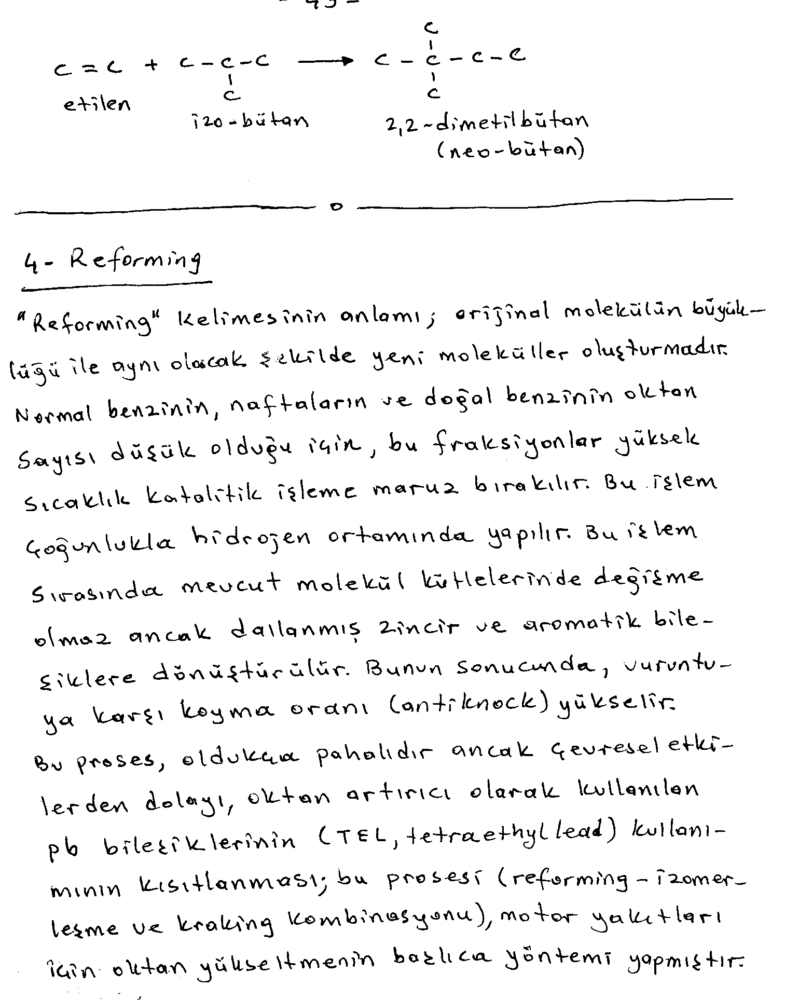 - 45 -
C
C = C + C - C - C → C - C - C - C
C C
etilen
izo-bütan 2,2-dimetilbütan
(neo-bütan)
4- Reforming
"Reforming" kelimesinin anlamı; orijinal molekülün büyük-
lüğü ile aynı olacak şekilde yeni moleküller oluşturmadır.
Normal benzinin, naftaların ve doğal benzinin oktan
sayısı düşük olduğu için, bu fraksiyonlar yüksek
sıcaklık katalitik işleme maruz bırakılır. Bu işlem
çoğunlukla hidrojen ortamında yapılır. Bu işlem
sırasında mevcut molekül kütlelerinde değişme
olmaz ancak dallanmış zincir ve aromatik bile-
şiklere dönüştürülür. Bunun sonucunda, vuruntu-
ya karşı koyma oranı (antiknock) yükselir.
Bu proses, oldukça pahalıdır ancak çevresel etki-
lerden dolayı, oktan artırıcı olarak kullanılan
pb bileşiklerinin (TEL, tetraethyl lead) kullanı-
mının kısıtlanması; bu prosesi (reforming - izomer-
leşme ve kraking kombinasyonu), motor yakıtları
için oktan yükseltmenin başlıca yöntemi yapmıştır.